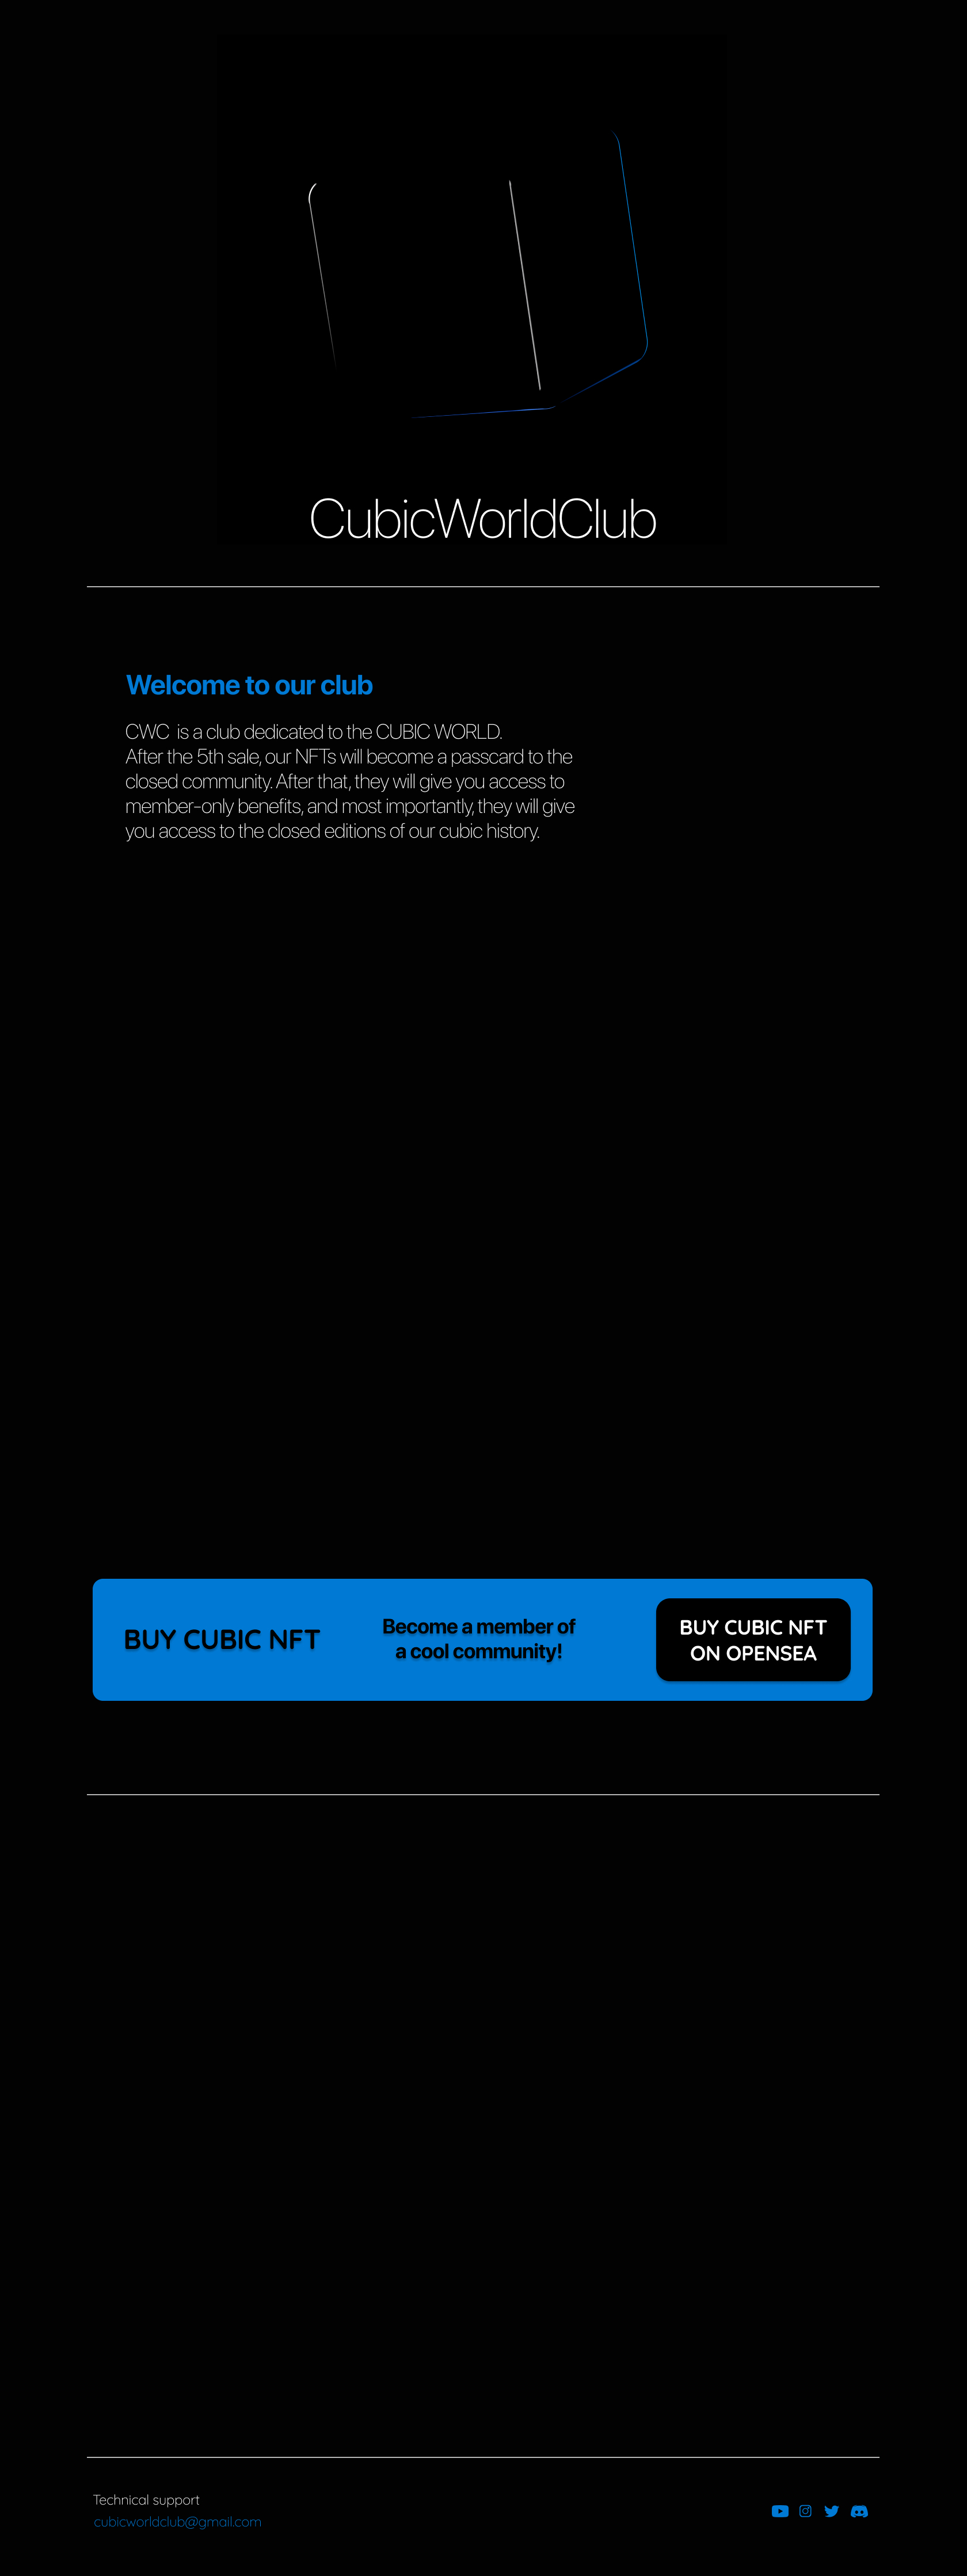 CubicWorldClub
Welcome to our club
CWC  is a club dedicated to the CUBIC WORLD.
After the 5th sale, our NFTs will become a passcard to the
closed community. After that, they will give you access to
member-only benefits, and most importantly, they will give
you access to the closed editions of our cubic history.
BUY CUBIC NFT
Become a member of
a cool community!
BUY CUBIC NFT
ON OPENSEA
Technical support
cubicworldclub@gmail.com